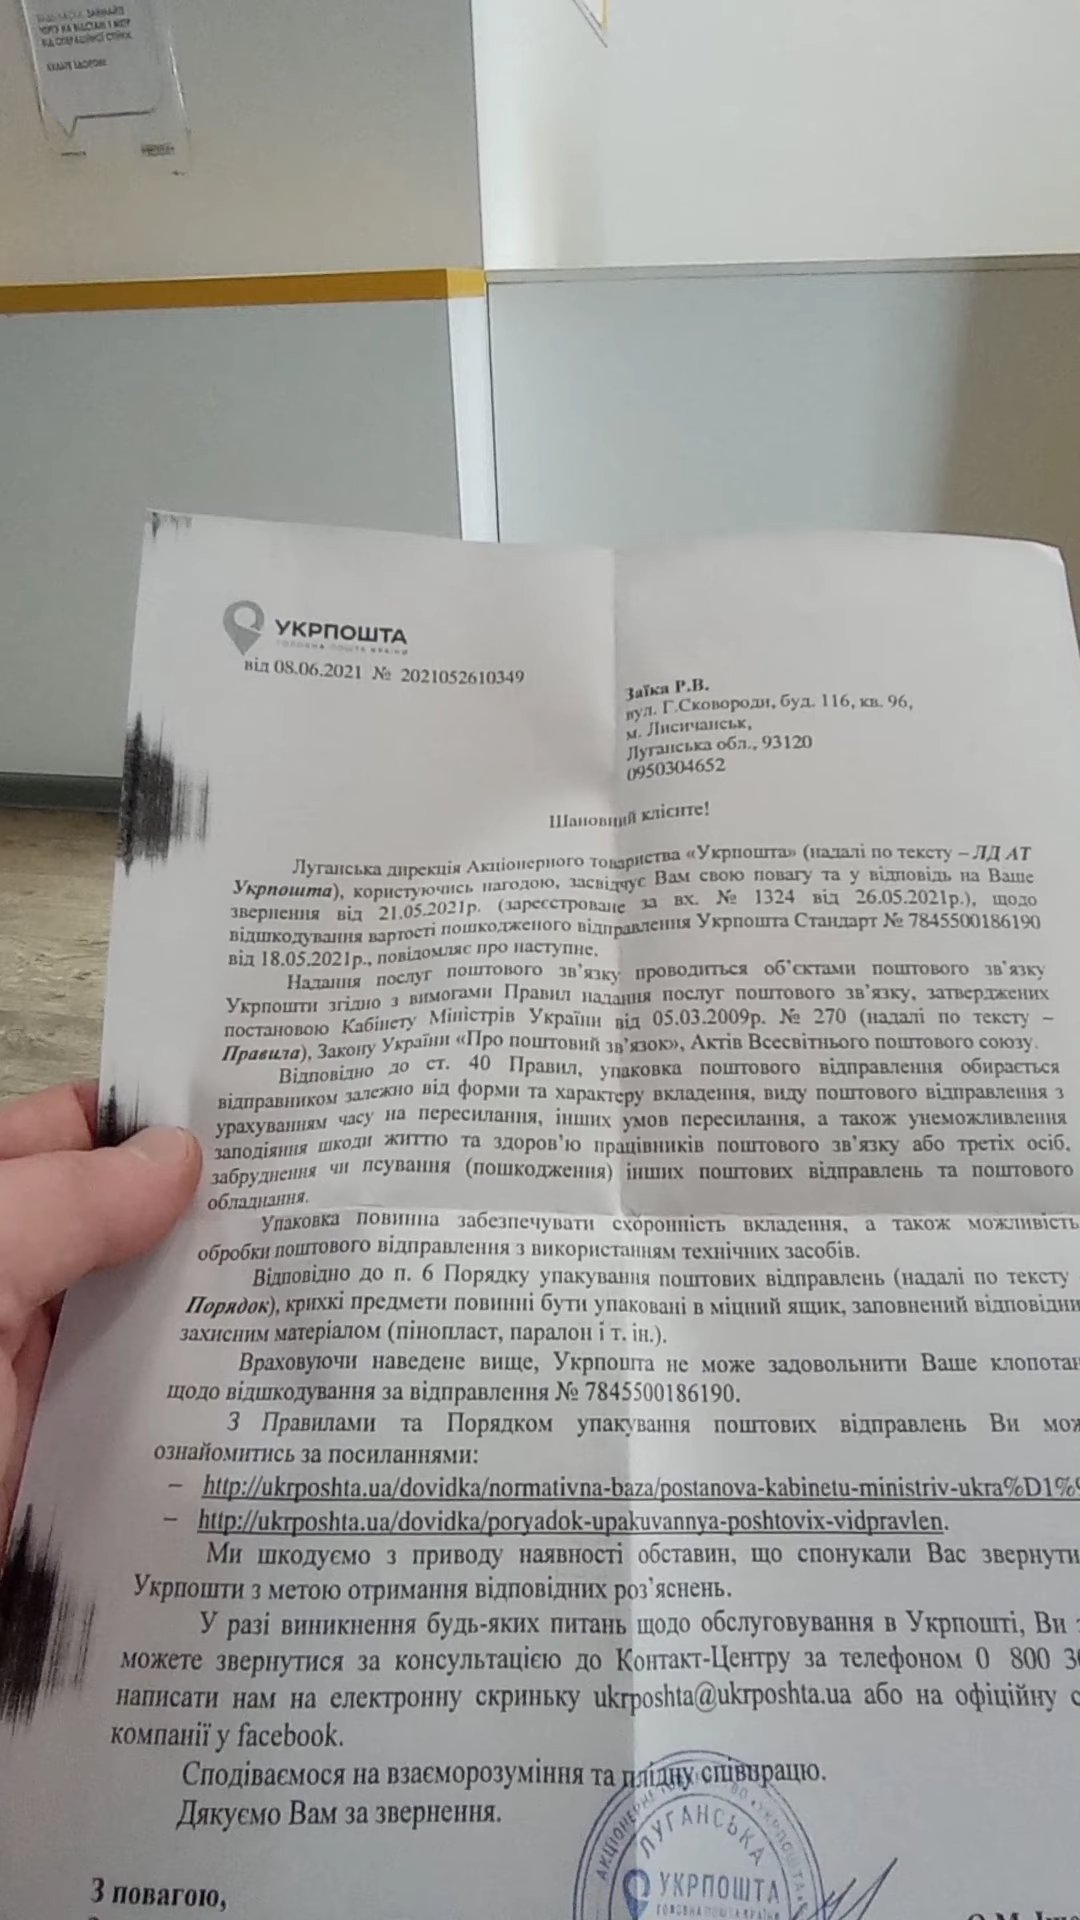 ЧЕРГУ НА ВІДСТАНІ 1 МЕТР
ВІД ОПЕРАЦІЙНОЇ СТІЙКИ.
УКРПОШТА
ГОЛОВНА ПОШТА КРАЇНИ
від 08.06.2021 № 2021052610349
Заїка Р.В.
вул. Г.Сковороди, буд. 116, кв. 96,
м. Лисичанськ,
Луганська обл., 93120
0950304652
Шановний клієнте!
Луганська дирекція Акціонерного товариства «Укрпошта» (надалі по тексту – ЛД АТ
Укрпошта), користуючись нагодою, засвідчує Вам свою повагу та у відповідь на Ваше
звернення від 21.05.2021р. (зареєстроване за вх. № 1324 від 26.05.2021р.), щодо
відшкодування вартості пошкодженого відправлення Укрпошта Стандарт № 7845500186190
від 18.05.2021р., повідомляє про наступне.
Надання послуг поштового зв’язку проводиться об’єктами поштового зв’язку
Укрпошти згідно з вимогами Правил надання послуг поштового зв’язку, затверджених
постановою Кабінету Міністрів України від 05.03.2009р. № 270 (надалі по тексту –
Правила), Закону України «Про поштовий зв’язок», Актів Всесвітнього поштового союзу.
Відповідно до ст. 40 Правил, упаковка поштового відправлення обирається
відправником залежно від форми та характеру вкладення, виду поштового відправлення з
урахуванням часу на пересилання, інших умов пересилання, а також унеможливлення
заподіяння шкоди життю та здоров’ю працівників поштового зв’язку або третіх осіб,
забруднення чи псування (пошкодження) інших поштових відправлень та поштового
обладнання.
Упаковка повинна забезпечувати схоронність вкладення, а також можливість
обробки поштового відправлення з використанням технічних засобів.
Відповідно до п. 6 Порядку упакування поштових відправлень (надалі по тексту
Порядок), крихкі предмети повинні бути упаковані в міцний ящик, заповнений відповідни
захисним матеріалом (пінопласт, паралон і т. ін.).
Враховуючи наведене вище, Укрпошта не може задовольнити Ваше клопотан
щодо відшкодування за відправлення № 7845500186190.
З Правилами та Порядком упакування поштових відправлень Ви мож
ознайомитись за посиланнями:
– http://ukrposhta.ua/dovidka/normativna-baza/postanova-kabinetu-ministriv-ukra%D1%
– http://ukrposhta.ua/dovidka/poryadok-upakuvannya-poshtovix-vidpravlen.
Ми шкодуємо з приводу наявності обставин, що спонукали Вас звернути
Укрпошти з метою отримання відповідних роз’яснень.
У разі виникнення будь-яких питань щодо обслуговування в Укрпошті, Ви
можете звернутися за консультацією до Контакт-Центру за телефоном 0 800 3
написати нам на електронну скриньку ukrposhta@ukrposhta.ua або на офіційну с
компанії у facebook.
Сподіваємося на взаєморозуміння та плідну співпрацю.
Дякуємо Вам за звернення.
ЛУГАНСЬКА
УКРПОШТА
ГОЛОВНА ПОШТА КРАЇНИ
З повагою,